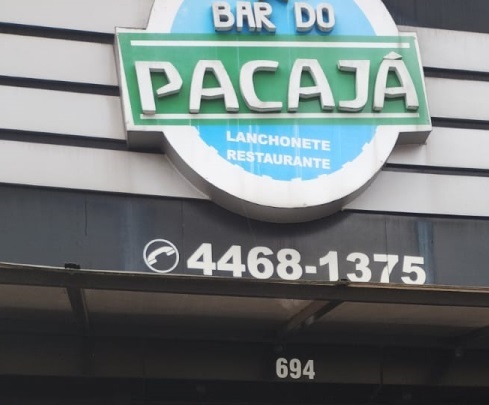 BAR DO
PACAJÁ
LANCHONETE
RESTAURANTE
4468-1375
694